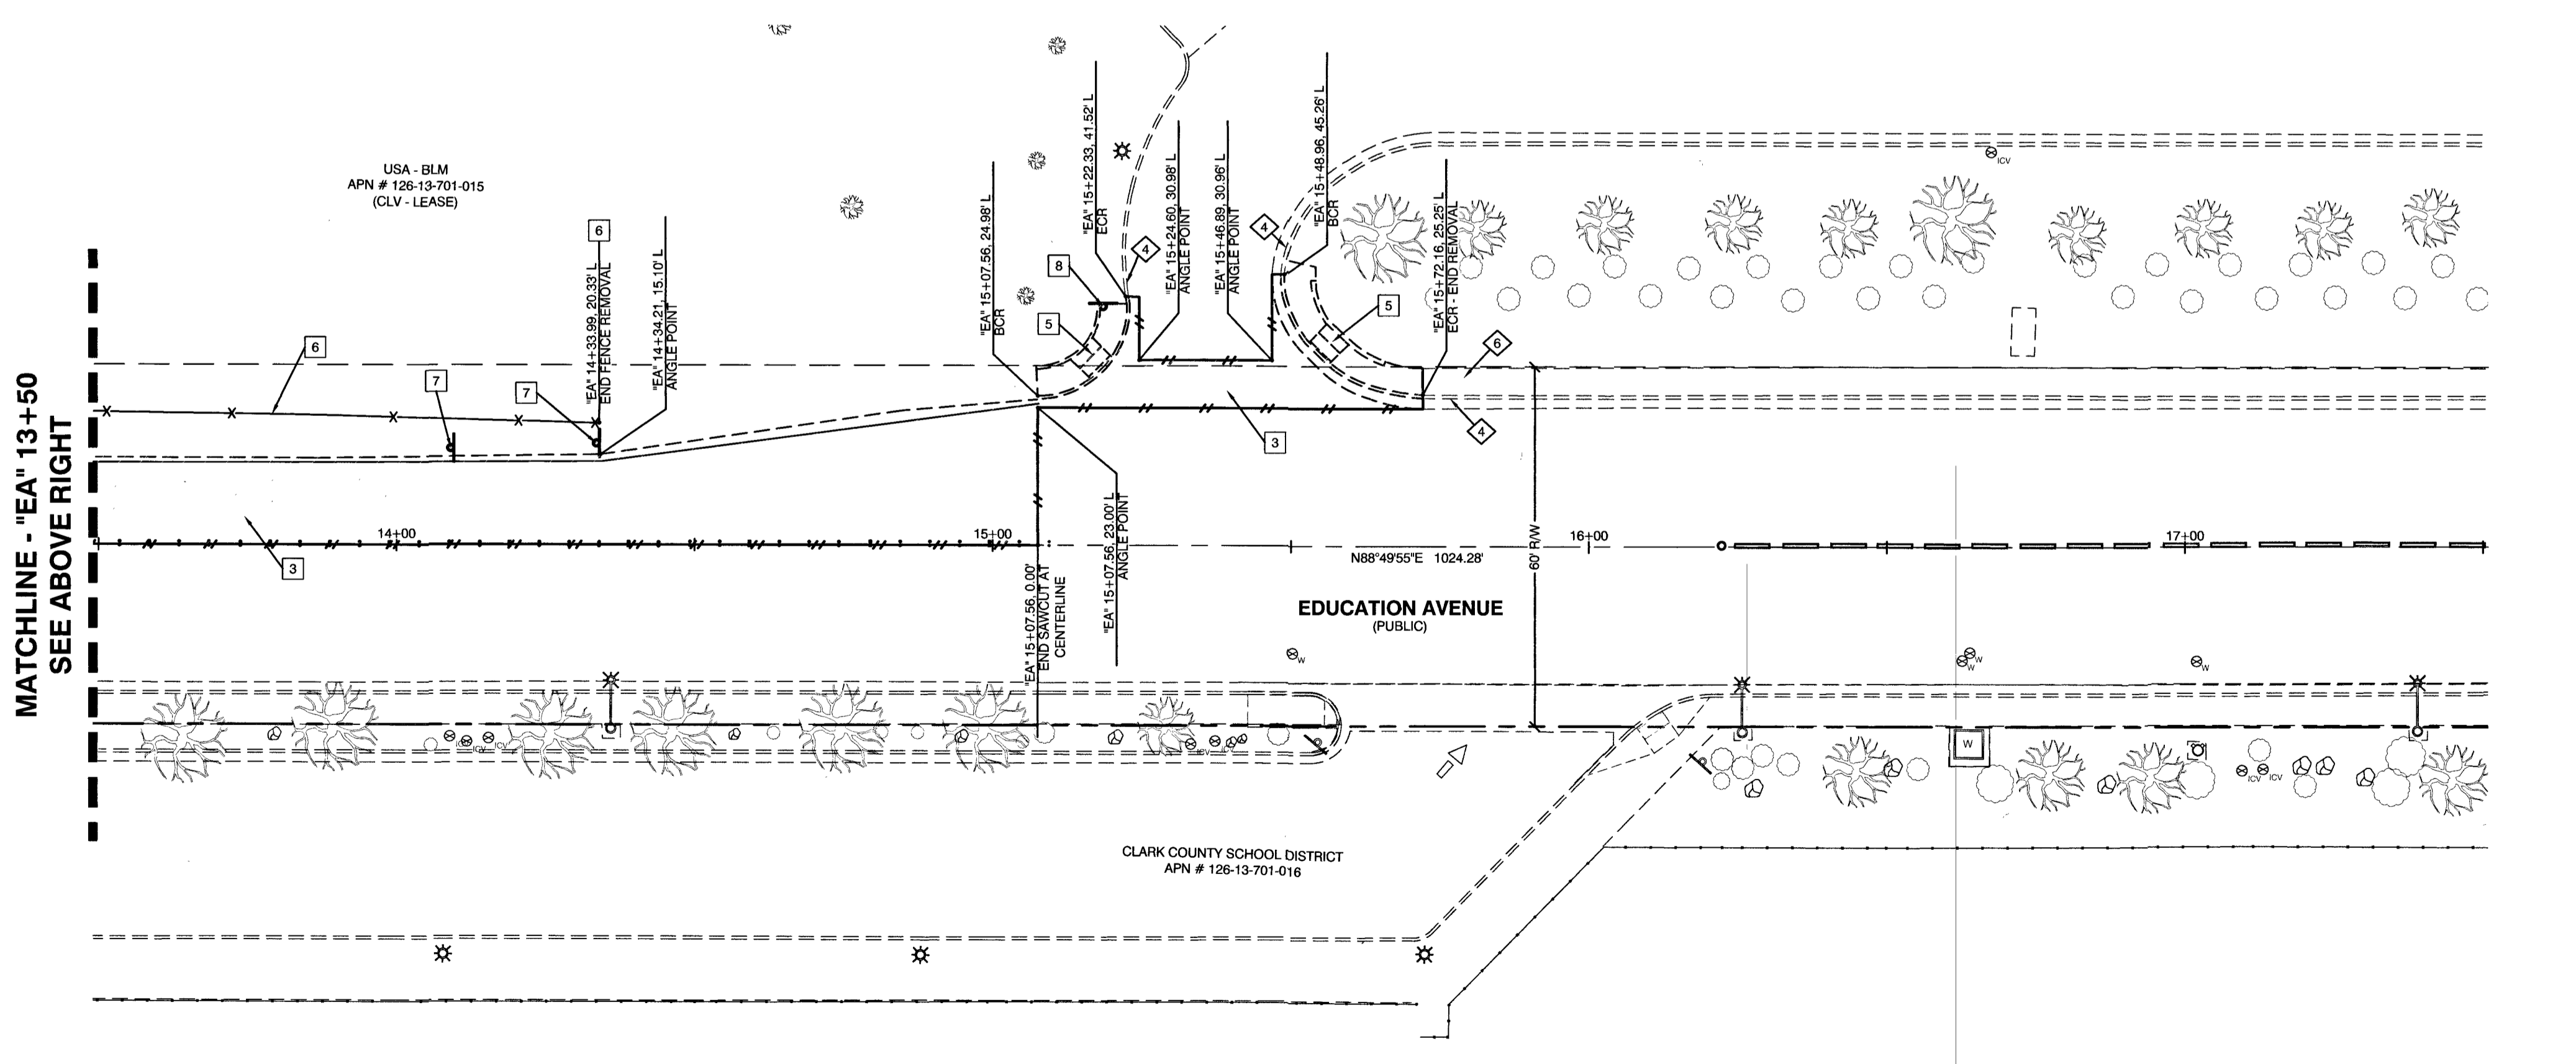 MATCHLINE - "EA" 13+50
SEE ABOVE RIGHT
USA - BLM
APN # 126-13-701-015
(CLV - LEASE)
6
7
7
6
"EA" 14+33.99, 20.33' L
END FENCE REMOVAL
"EA" 14+34.21, 15.10' L
ANGLE POINT
3
14+00
"EA" 15+07.56, 24.98' L
BCR
8
5
"EA" 15+22.33, 41.52' L
ECR
4
"EA" 15+24.60, 30.98' L
ANGLE POINT
"EA" 15+46.89, 30.96' L
ANGLE POINT
4
"EA" 15+48.96, 45.26' L
BCR
5
"EA" 15+72.16, 25.25' L
ECR - END REMOVAL
6
4
3
ICV
15+00
"EA" 15+07.56, 0.00'
END SAWCUT AT
CENTERLINE
"EA" 15+07.56, 23.00' L
ANGLE POINT
N88°49'55"E 1024.28'
60' R/W
16+00
17+00
EDUCATION AVENUE
(PUBLIC)
W
W
W
W
ICV
ICV
ICV
ICV
W
ICV
ICV
CLARK COUNTY SCHOOL DISTRICT
APN # 126-13-701-016